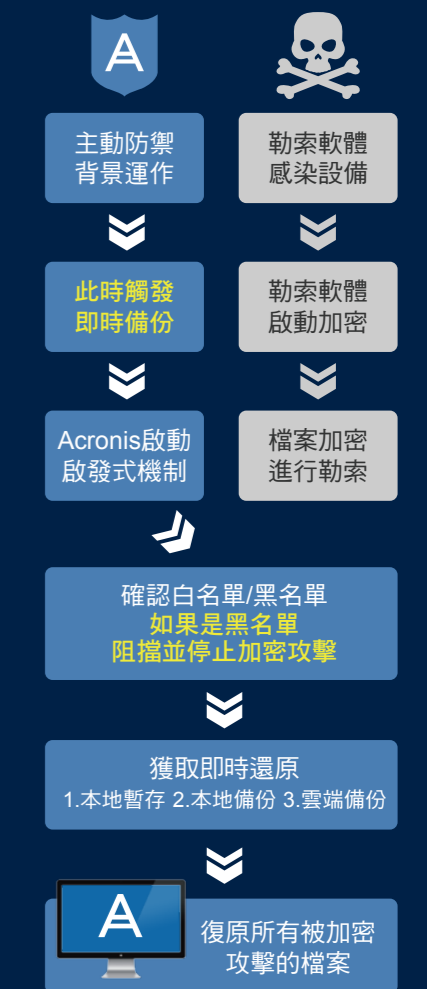 主動防禦
背景運作
勒索軟體
感染設備
此時觸發
即時備份
勒索軟體
啟動加密
Acronis啟動
啟發式機制
檔案加密
進行勒索
確認白名單/黑名單
如果是黑名單
阻擋並停止加密攻擊
獲取即時還原
1.本地暫存 2.本地備份 3.雲端備份
復原所有被加密
攻擊的檔案